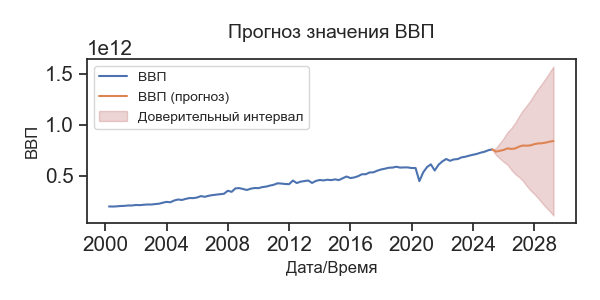 Прогноз значения ВВП
1e12
1.5
1.0
0.5
ВВП
ВВП
ВВП (прогноз)
Доверительный интервал
2000 2004 2008 2012 2016 2020 2024 2028
Дата/Время